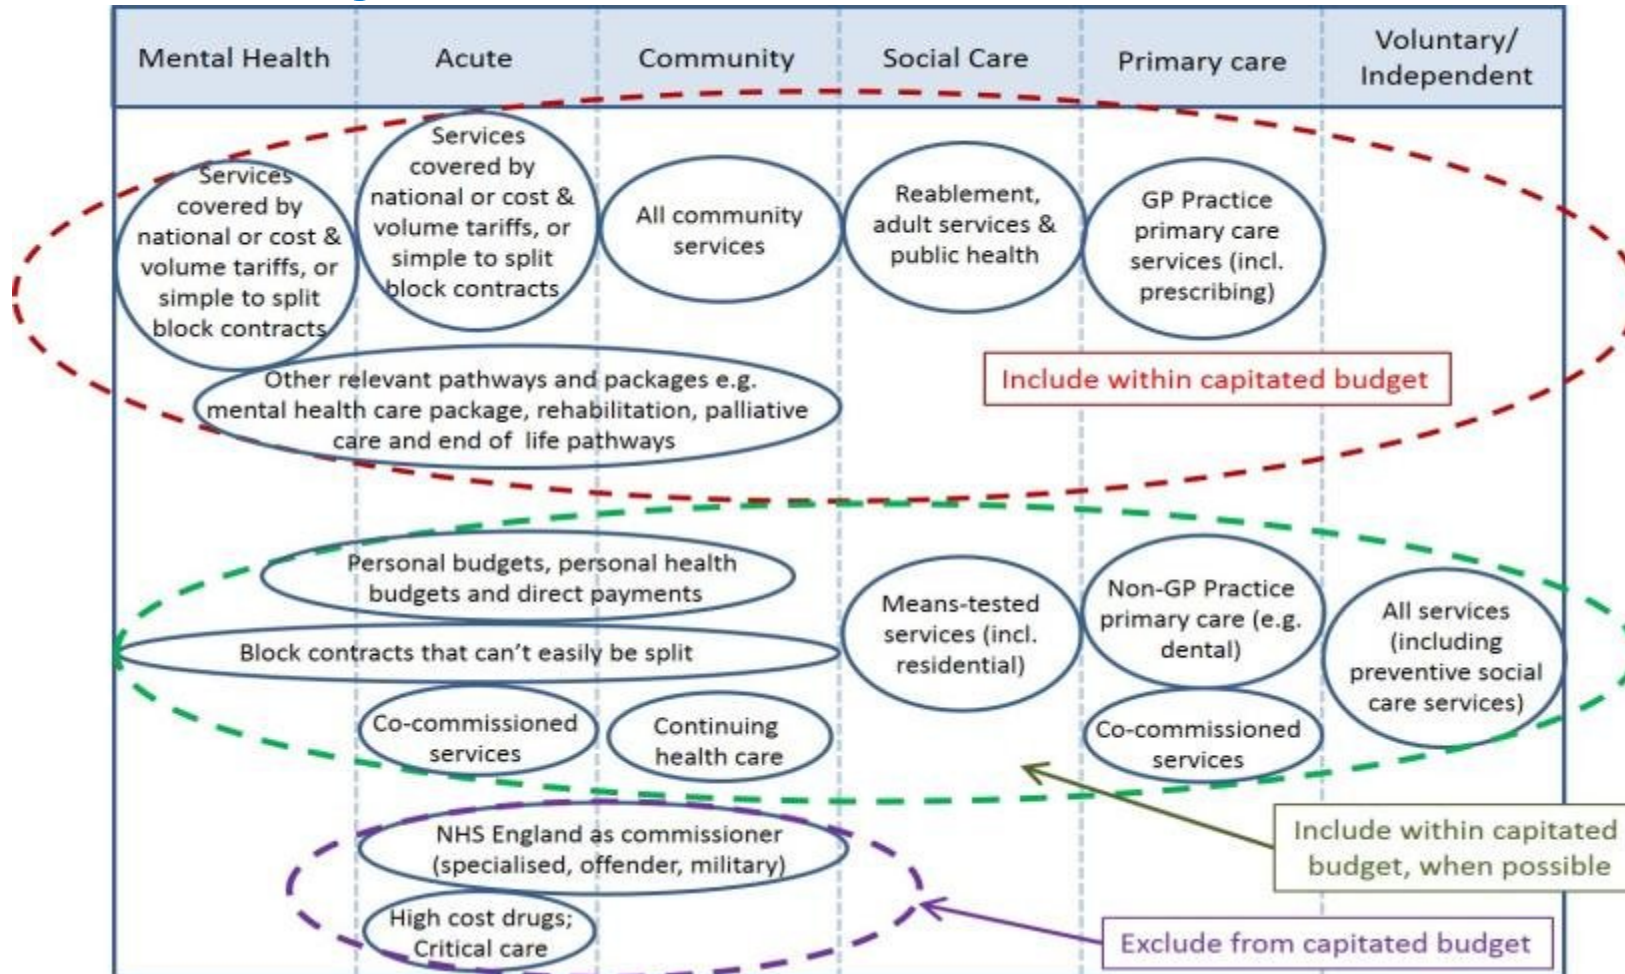 Mental Health
Acute
Community
Social Care
Primary care
Voluntary/
Independent
Services
covered by
national or cost &
volume tariffs, or
simple to split
block contracts
Services
covered by
national or cost &
volume tariffs, or
simple to split
block contracts
All community
services
Reablement,
adult services &
public health
GP Practice
primary care
services (incl.
prescribing)
Other relevant pathways and packages e.g.
mental health care package, rehabilitation, palliative
care and end of life pathways
Include within capitated budget
Personal budgets, personal health
budgets and direct payments
Block contracts that can’t easily be split
Co-commissioned
services
Continuing
health care
Means-tested
services (incl.
residential)
Non-GP Practice
primary care (e.g.
dental)
Co-commissioned
services
All services
(including
preventive social
care services)
Include within capitated
budget, when possible
NHS England as commissioner
(specialised, offender, military)
High cost drugs;
Critical care
Exclude from capitated budget